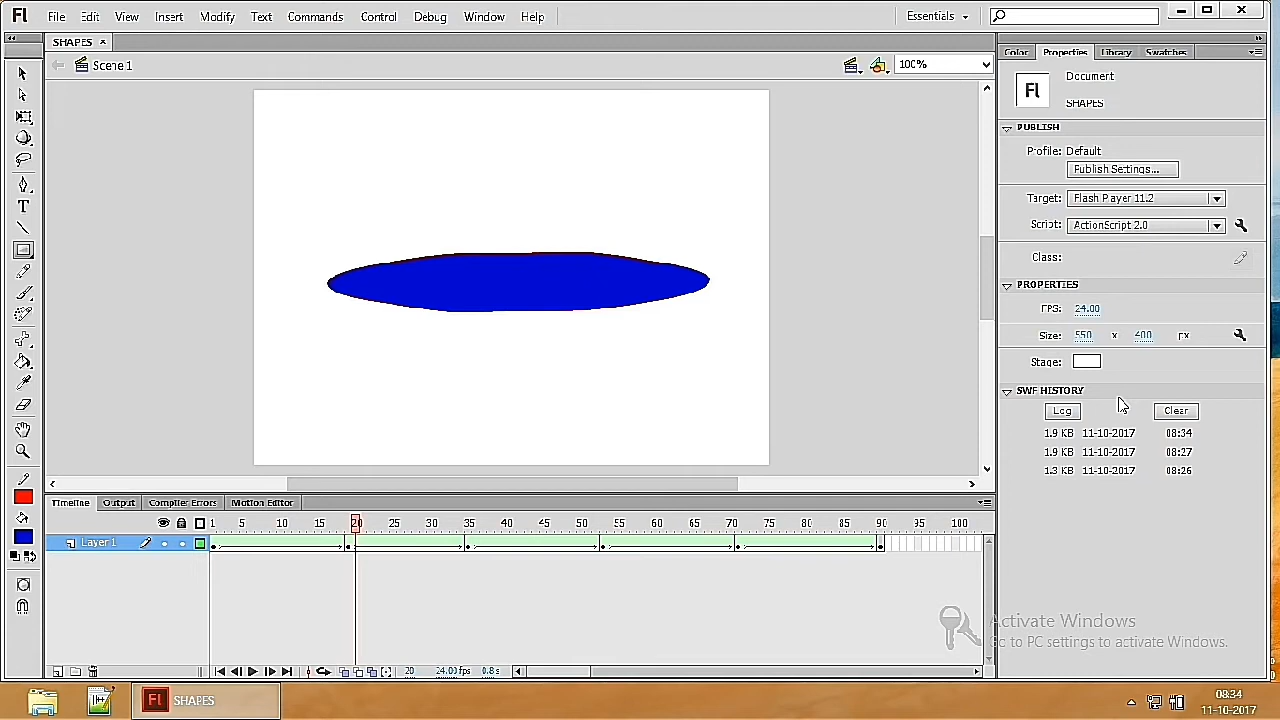 Fl File Edit View Insert Modify Text Commands Control Debug Window Help Essentials
SHAPES ×
Scene 1 100%
Color Properties Library Swatches
Fl Document
SHAPES
PUBLISH
Profile: Default
Publish Settings...
Target: Flash Player 11.2
Script: ActionScript 2.0
Class:
PROPERTIES
FPS: 24.00
Size: 550 x 400 px
Stage:
SWF HISTORY
Log Clear
1.9 KB 11-10-2017 08:34
1.9 KB 11-10-2017 08:27
1.3 KB 11-10-2017 08:26
T
Timeline Output Compiler Errors Motion Editor
1 5 10 15 20 25 30 35 40 45 50 55 60 65 70 75 80 85 90 95 100
Layer 1
Activate Windows
Go to PC settings to activate Windows.
20 24.00 fps 0.8 s
Fl SHAPES
08:34
11-10-2017